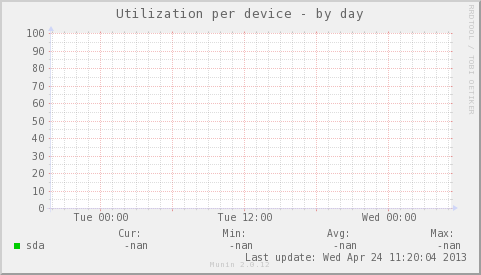 Utilization per device - by day
RRDTOOL / TOBI OETIKER
100
90
80
70
60
50
40
30
20
10
0
Tue 00:00 Tue 12:00 Wed 00:00
Cur: Min: Avg: Max:
sda -nan -nan -nan -nan
Last update: Wed Apr 24 11:20:04 2013
Munin 2.0.12